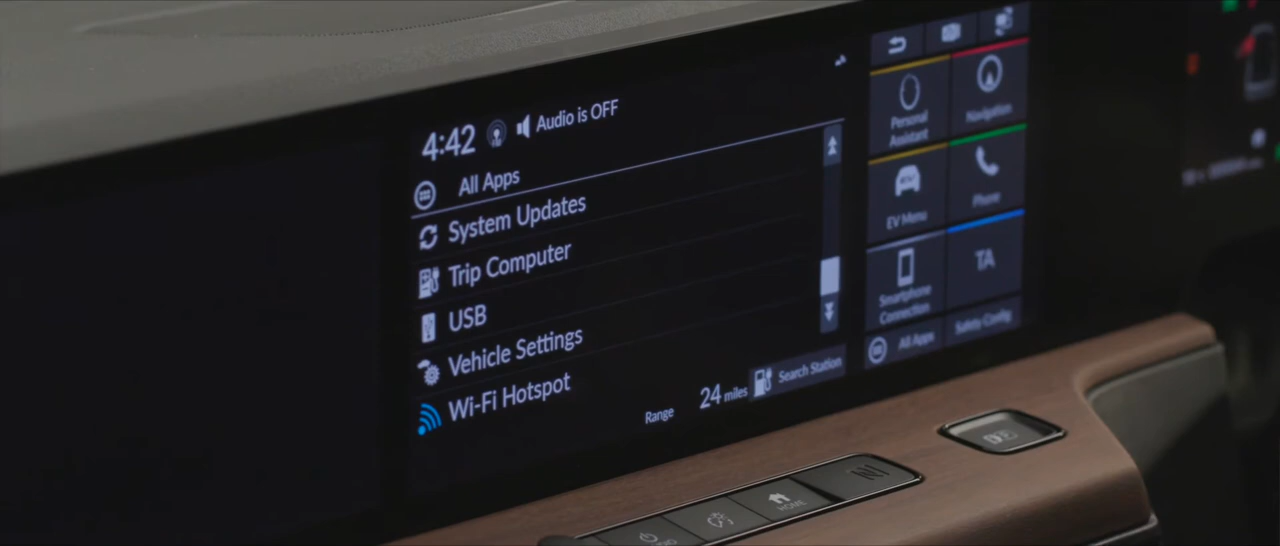 4:42
Audio is OFF
All Apps
System Updates
Trip Computer
USB
Vehicle Settings
Wi-Fi Hotspot
Range
24 miles
Search Station
Personal
Assistant
Navigation
EV Menu
Phone
Smartphone
Connection
TA
All Apps
Safety Config
HOME